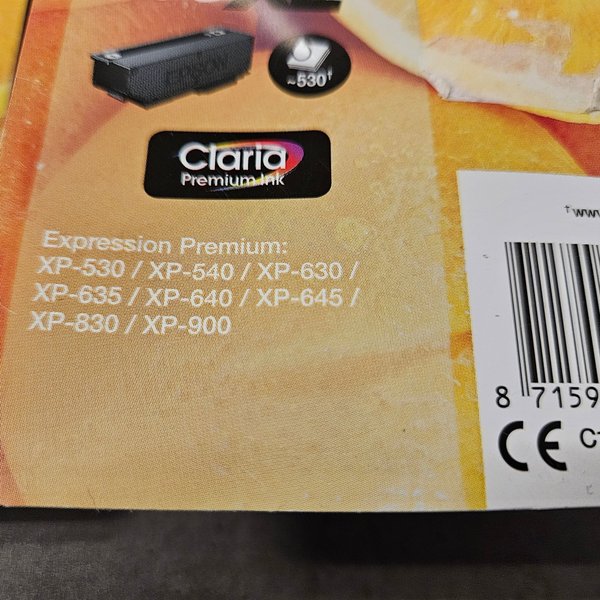 ≈530†
Claria
Premium Ink
Expression Premium:
XP-530 / XP-540 / XP-630 /
XP-635 / XP-640 / XP-645 /
XP-830 / XP-900
†www
8 7159
CE